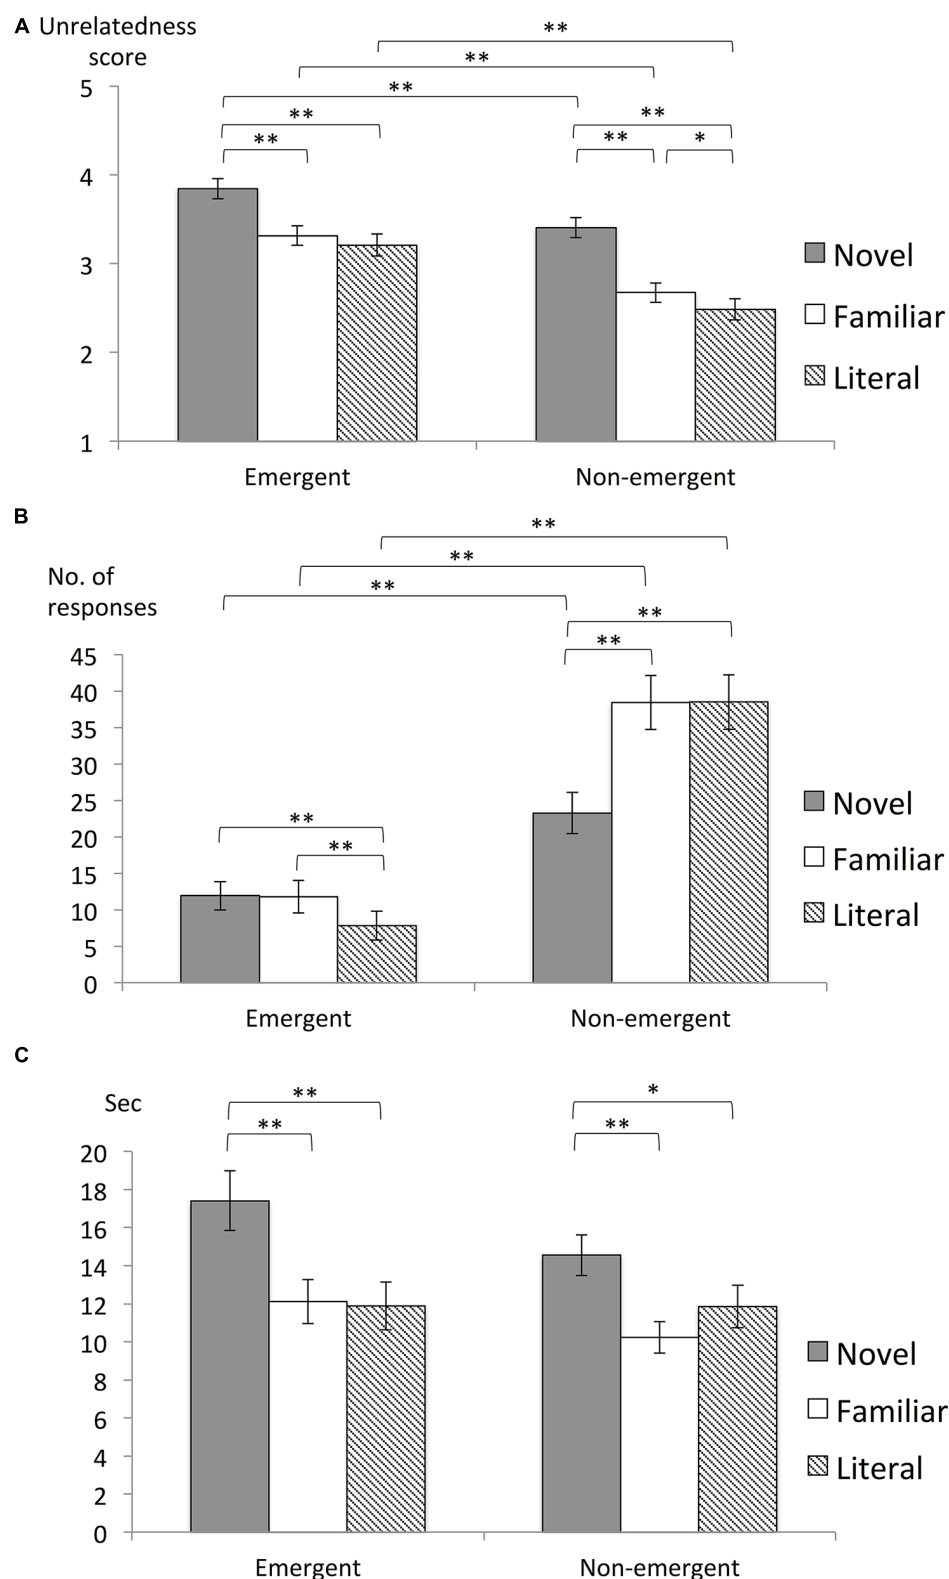 A Unrelatedness
score
**
**
**
**
**
**
**
*
5
4
3
2
1
Novel
Familiar
Literal
Emergent
Non-emergent
B
No. of
responses
**
**
**
**
**
**
**
45
40
35
30
25
20
15
10
5
0
Novel
Familiar
Literal
Emergent
Non-emergent
C
Sec
**
*
**
**
20
18
16
14
12
10
8
6
4
2
0
Novel
Familiar
Literal
Emergent
Non-emergent